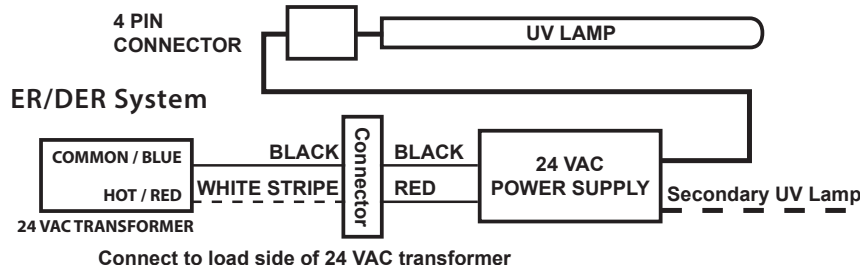 4 PIN
CONNECTOR
UV LAMP
ER/DER System
COMMON / BLUE
BLACK
Connector
BLACK
24 VAC
POWER SUPPLY
HOT / RED
WHITE STRIPE
RED
Secondary UV Lamp
24 VAC TRANSFORMER
Connect to load side of 24 VAC transformer